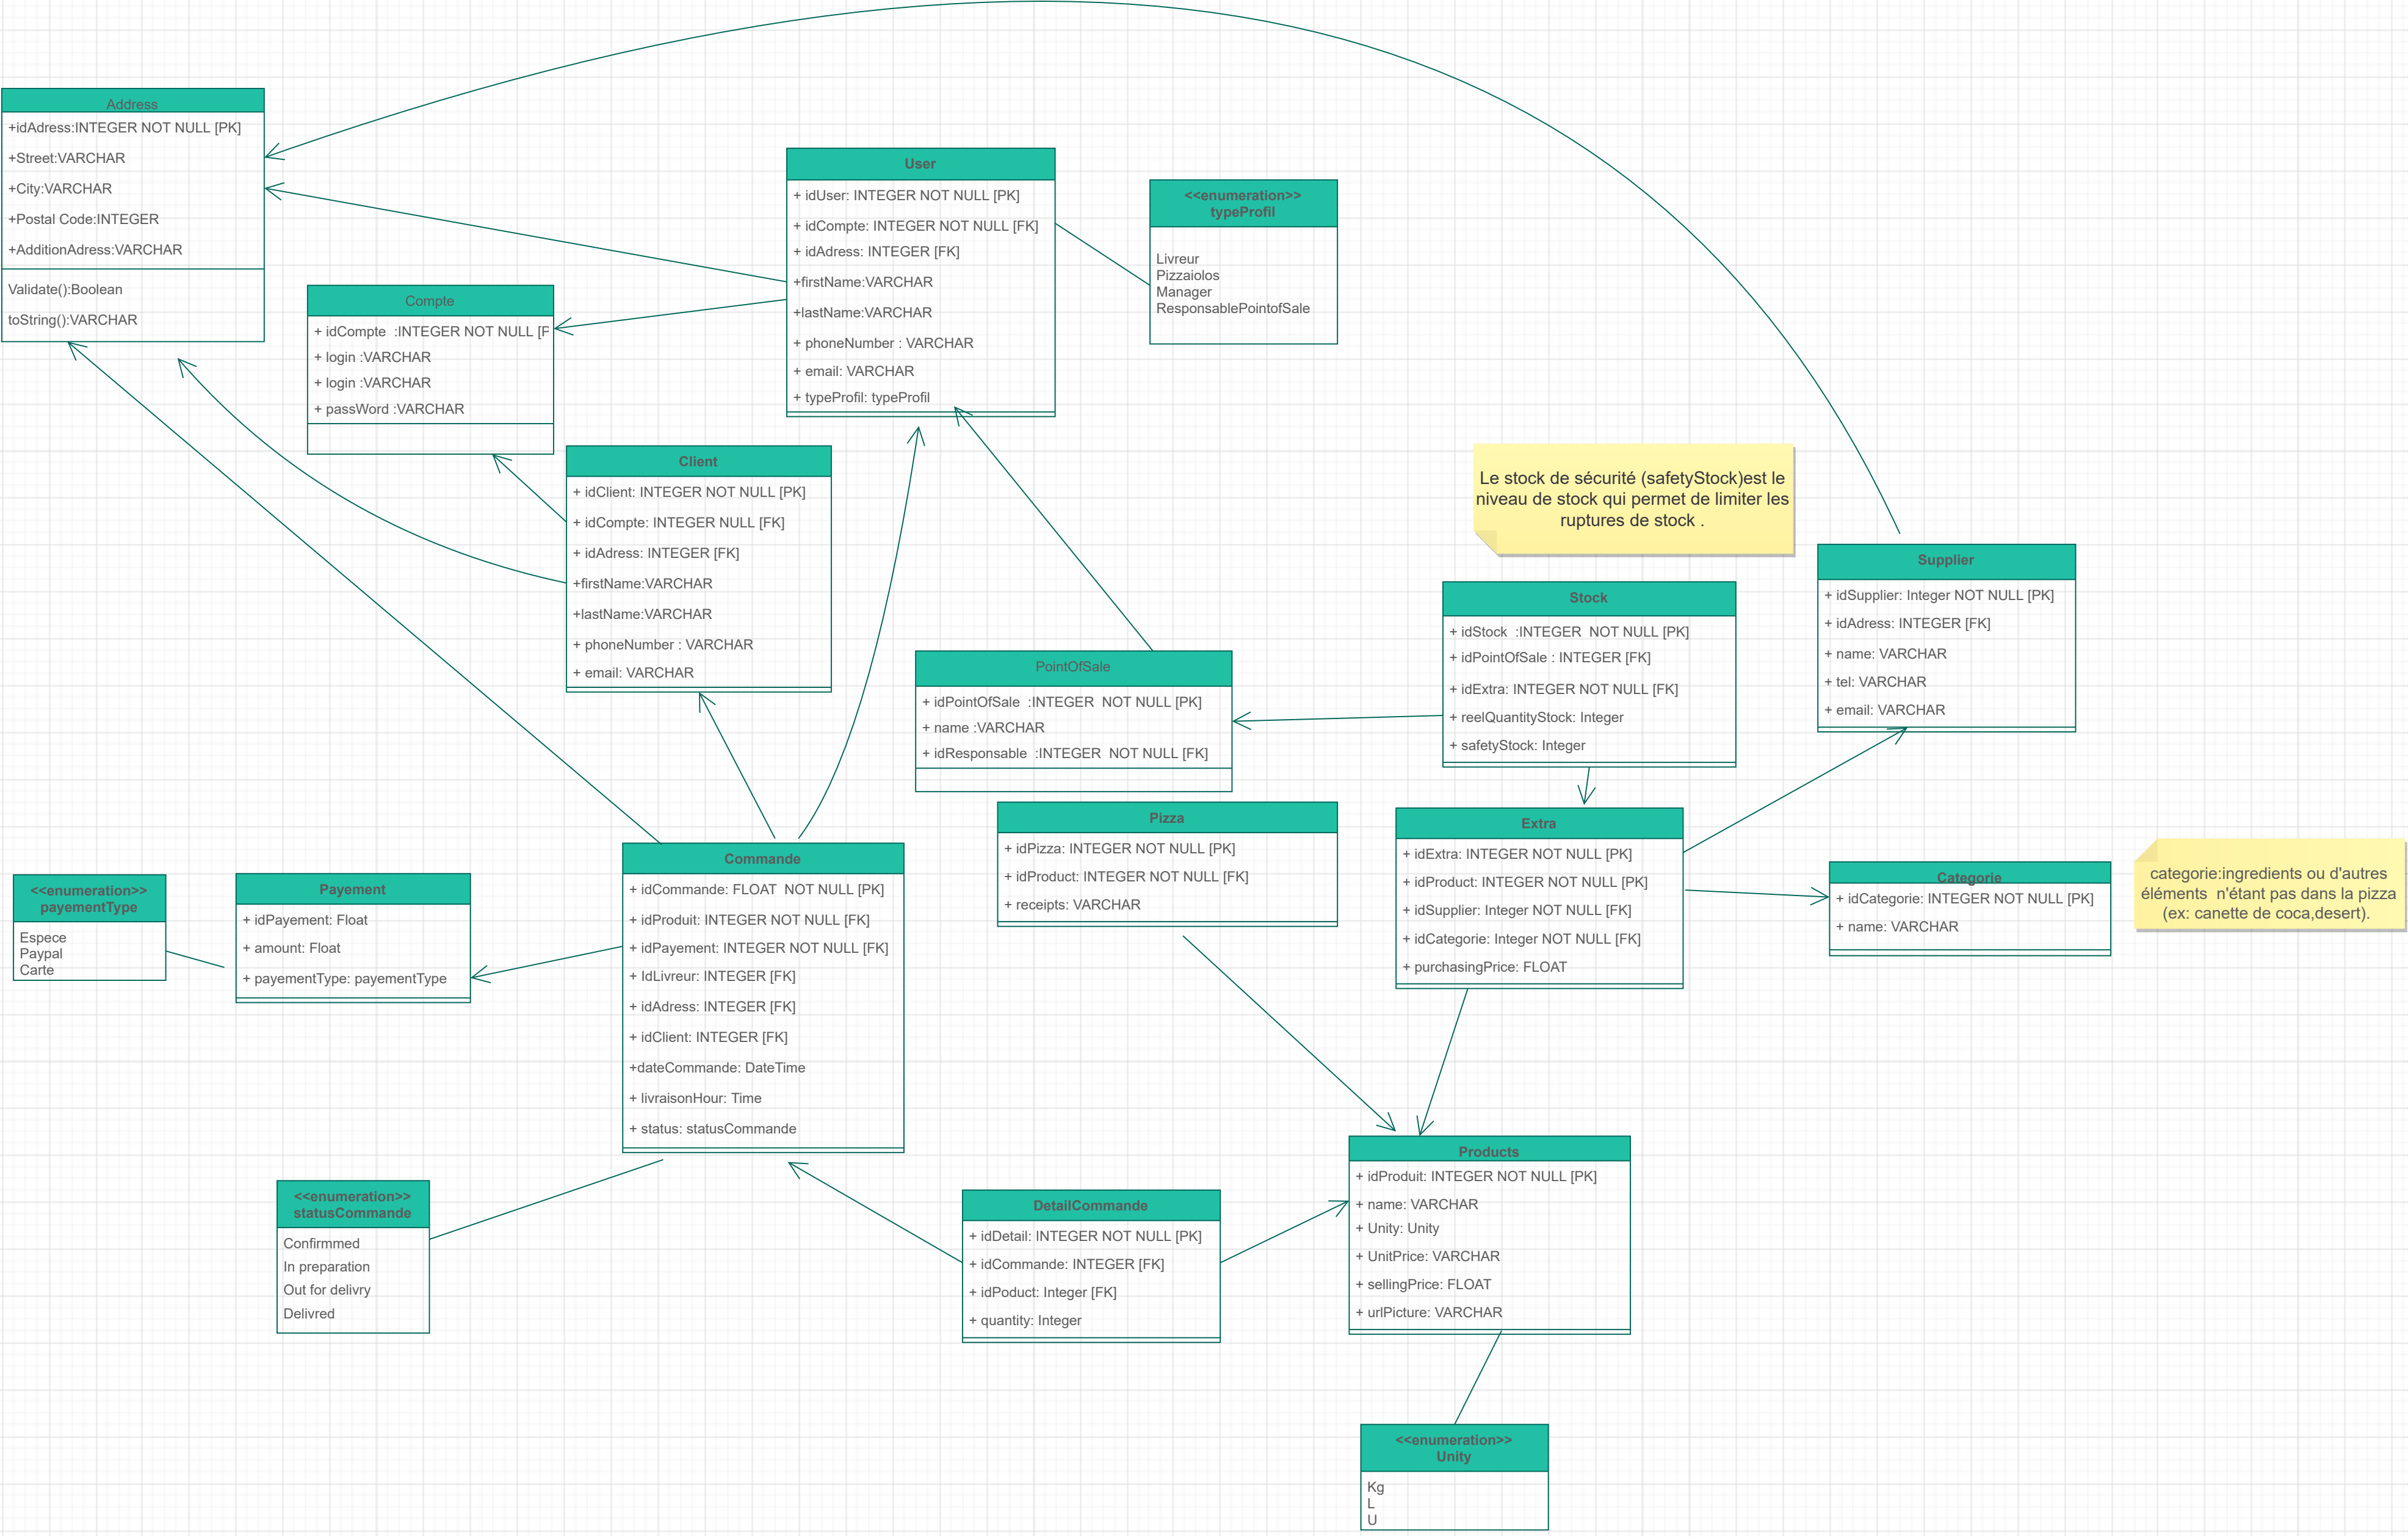 Address
+idAdress:INTEGER NOT NULL [PK]
+Street:VARCHAR
+City:VARCHAR
+Postal Code:INTEGER
+AdditionAdress:VARCHAR
Validate():Boolean
toString():VARCHAR
Compte
+ idCompte  :INTEGER NOT NULL [F
+ login :VARCHAR
+ login :VARCHAR
+ passWord :VARCHAR
User
+ idUser: INTEGER NOT NULL [PK]
+ idCompte: INTEGER NOT NULL [FK]
+ idAdress: INTEGER [FK]
+firstName:VARCHAR
+lastName:VARCHAR
+ phoneNumber : VARCHAR
+ email: VARCHAR
+ typeProfil: typeProfil
<<enumeration>>
typeProfil
Livreur
Pizzaiolos
Manager
ResponsablePointofSale
Client
+ idClient: INTEGER NOT NULL [PK]
+ idCompte: INTEGER NULL [FK]
+ idAdress: INTEGER [FK]
+firstName:VARCHAR
+lastName:VARCHAR
+ phoneNumber : VARCHAR
+ email: VARCHAR
Le stock de sécurité (safetyStock)est le
niveau de stock qui permet de limiter les
ruptures de stock .
Supplier
+ idSupplier: Integer NOT NULL [PK]
+ idAdress: INTEGER [FK]
+ name: VARCHAR
+ tel: VARCHAR
+ email: VARCHAR
Stock
+ idStock  :INTEGER  NOT NULL [PK]
+ idPointOfSale : INTEGER [FK]
+ idExtra: INTEGER NOT NULL [FK]
+ reelQuantityStock: Integer
+ safetyStock: Integer
PointOfSale
+ idPointOfSale  :INTEGER  NOT NULL [PK]
+ name :VARCHAR
+ idResponsable  :INTEGER  NOT NULL [FK]
Pizza
+ idPizza: INTEGER NOT NULL [PK]
+ idProduct: INTEGER NOT NULL [FK]
+ receipts: VARCHAR
Extra
+ idExtra: INTEGER NOT NULL [PK]
+ idProduct: INTEGER NOT NULL [PK]
+ idSupplier: Integer NOT NULL [FK]
+ idCategorie: Integer NOT NULL [FK]
+ purchasingPrice: FLOAT
Categorie
+ idCategorie: INTEGER NOT NULL [PK]
+ name: VARCHAR
categorie:ingredients ou d'autres
éléments  n'étant pas dans la pizza
(ex: canette de coca,desert).
<<enumeration>>
payementType
Espece
Paypal
Carte
Payement
+ idPayement: Float
+ amount: Float
+ payementType: payementType
Commande
+ idCommande: FLOAT  NOT NULL [PK]
+ idProduit: INTEGER NOT NULL [FK]
+ idPayement: INTEGER NOT NULL [FK]
+ IdLivreur: INTEGER [FK]
+ idAdress: INTEGER [FK]
+ idClient: INTEGER [FK]
+dateCommande: DateTime
+ livraisonHour: Time
+ status: statusCommande
<<enumeration>>
statusCommande
Confirmmed
In preparation
Out for delivry
Delivred
DetailCommande
+ idDetail: INTEGER NOT NULL [PK]
+ idCommande: INTEGER [FK]
+ idPoduct: Integer [FK]
+ quantity: Integer
Products
+ idProduit: INTEGER NOT NULL [PK]
+ name: VARCHAR
+ Unity: Unity
+ UnitPrice: VARCHAR
+ sellingPrice: FLOAT
+ urlPicture: VARCHAR
<<enumeration>>
Unity
Kg
L
U